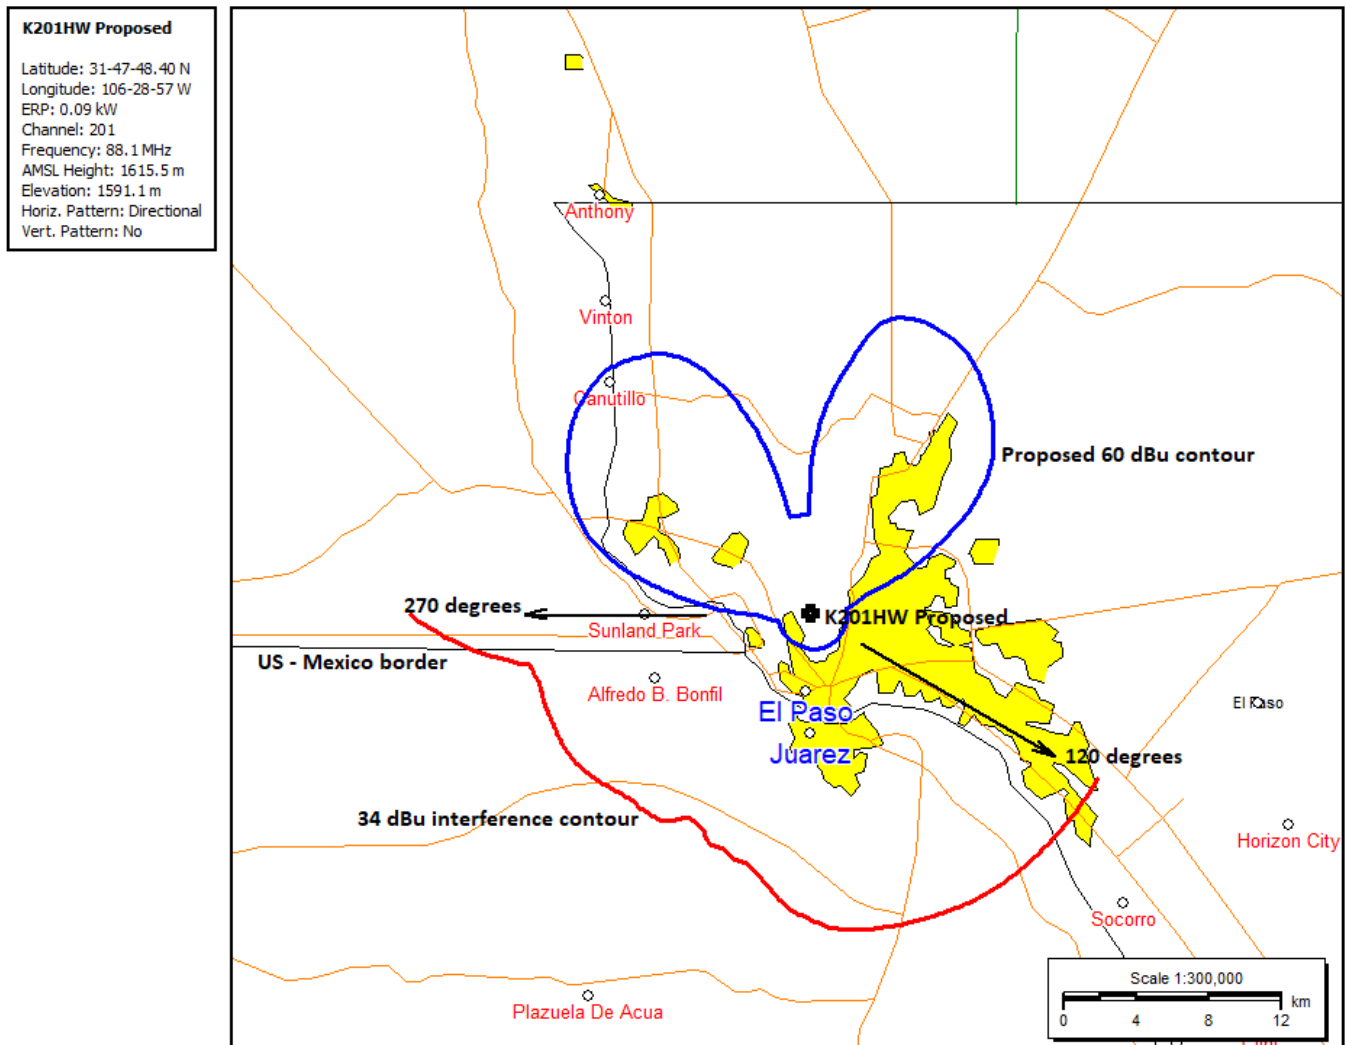 K201HW Proposed
Latitude: 31-47-48.40 N
Longitude: 106-28-57 W
ERP: 0.09 kW
Channel: 201
Frequency: 88.1 MHz
AMSL Height: 1615.5 m
Elevation: 1591.1 m
Horiz. Pattern: Directional
Vert. Pattern: No
Anthony
Vinton
Canutillo
Proposed 60 dBu contour
270 degrees
K201HW Proposed
Sunland Park
US - Mexico border
Alfredo B. Bonfil
El Paso
El Paso
Juarez
120 degrees
34 dBu interference contour
Horizon City
Socorro
Plazuela De Acua
Scale 1:300,000
km
0 4 8 12